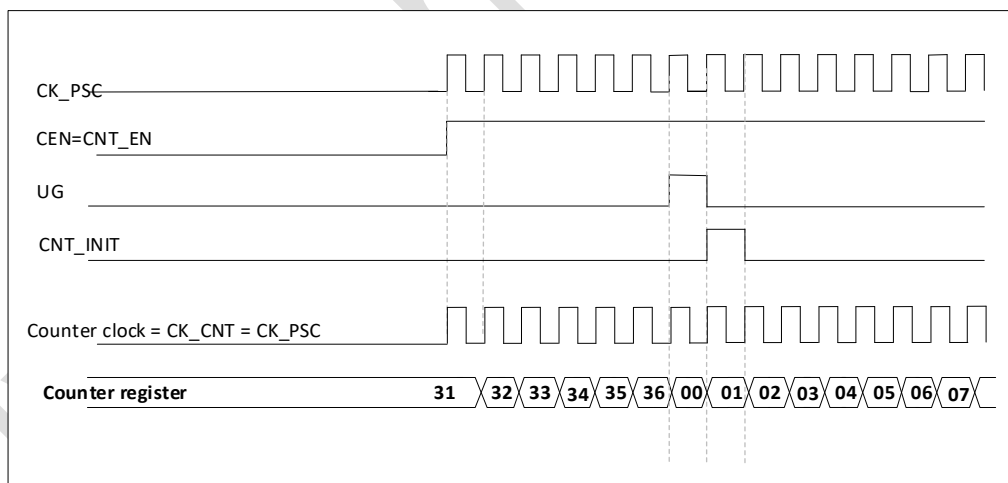 CK_PSC
CEN=CNT_EN
UG
CNT_INIT
Counter clock = CK_CNT = CK_PSC
Counter register 31 32 33 34 35 36 00 01 02 03 04 05 06 07